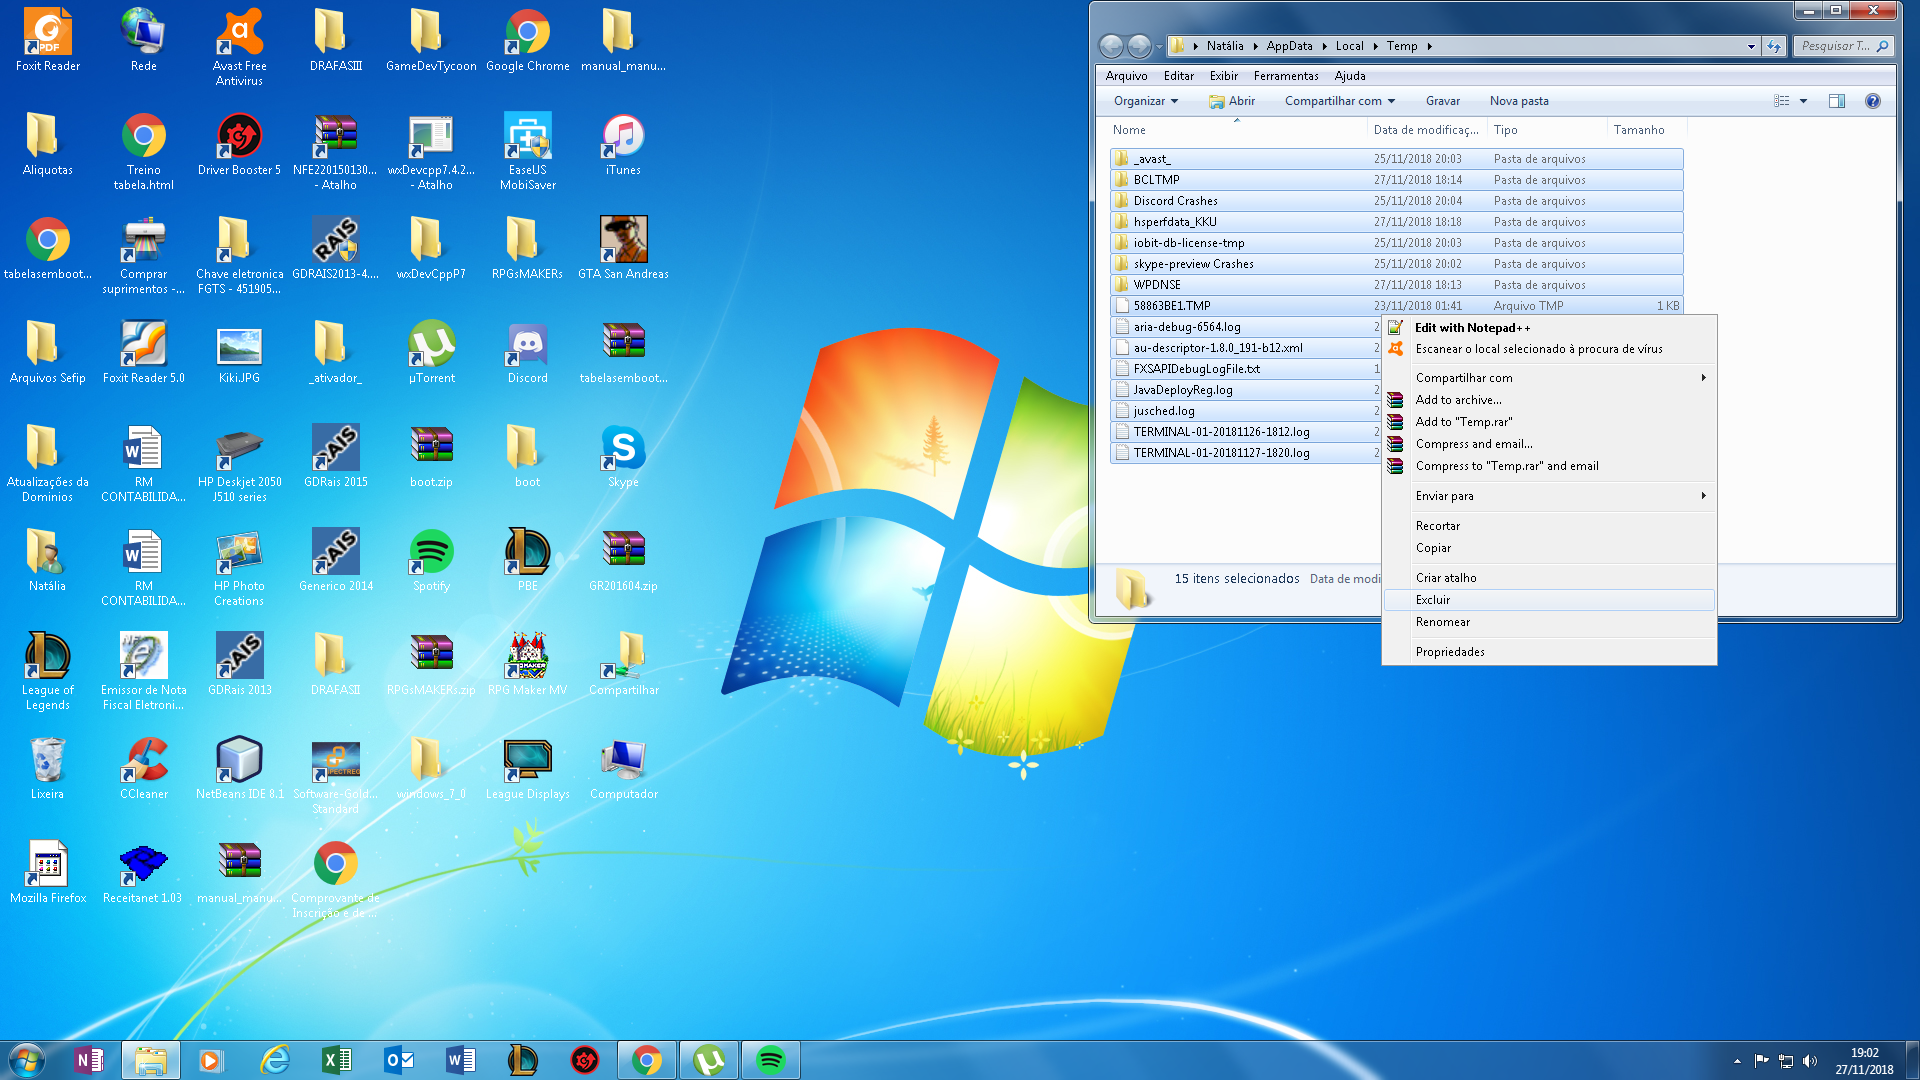 Foxit Reader
Rede
Avast Free
Antivirus
DRAFASIII
GameDevTycoon
Google Chrome
manual_manu...
Aliquotas
Treino
tabela.html
Driver Booster 5
NFE220150130...
- Atalho
wxDevcpp7.4.2...
- Atalho
EaseUS
MobiSaver
iTunes
tabelasemboot...
Comprar
suprimentos -...
Chave eletronica
FGTS - 451905...
GDRAIS2013-4....
wxDevCppP7
RPGsMAKERs
GTA San Andreas
Arquivos Sefip
Foxit Reader 5.0
Kiki.JPG
_ativador_
µTorrent
Discord
tabelasemboot...
Atualizações da
Dominios
RM
CONTABILIDA...
HP Deskjet 2050
J510 series
GDRais 2015
boot.zip
boot
Skype
Natália
RM
CONTABILIDA...
HP Photo
Creations
Generico 2014
Spotify
PBE
GR201604.zip
League of
Legends
Emissor de Nota
Fiscal Eletroni...
GDRais 2013
DRAFASII
RPGsMAKERs.zip
RPG Maker MV
Compartilhar
Lixeira
CCleaner
NetBeans IDE 8.1
Software-Gold...
Standard
windows_7_0
League Displays
Computador
Mozilla Firefox
Receitanet 1.03
manual_manu...
Comprovante de
Inscrição e de ...
Natália AppData Local Temp
Pesquisar T...
Arquivo Editar Exibir Ferramentas Ajuda
Organizar Abrir Compartilhar com Gravar Nova pasta
Nome Data de modificaç... Tipo Tamanho
_avast_ 25/11/2018 20:03 Pasta de arquivos
BCLTMP 27/11/2018 18:14 Pasta de arquivos
Discord Crashes 25/11/2018 20:04 Pasta de arquivos
hsperfdata_KKU 27/11/2018 18:18 Pasta de arquivos
iobit-db-license-tmp 25/11/2018 20:03 Pasta de arquivos
skype-preview Crashes 25/11/2018 20:02 Pasta de arquivos
WPDNSE 27/11/2018 18:13 Pasta de arquivos
58863BE1.TMP 23/11/2018 01:41 Arquivo TMP 1 KB
aria-debug-6564.log 2
au-descriptor-1.8.0_191-b12.xml 2
FXSAPIDebugLogFile.txt 1
JavaDeployReg.log 2
jusched.log 2
TERMINAL-01-20181126-1812.log 2
TERMINAL-01-20181127-1820.log 2
15 itens selecionados Data de modi
Edit with Notepad++
Escanear o local selecionado à procura de vírus
Compartilhar com
Add to archive...
Add to "Temp.rar"
Compress and email...
Compress to "Temp.rar" and email
Enviar para
Recortar
Copiar
Criar atalho
Excluir
Renomear
Propriedades
19:02
27/11/2018